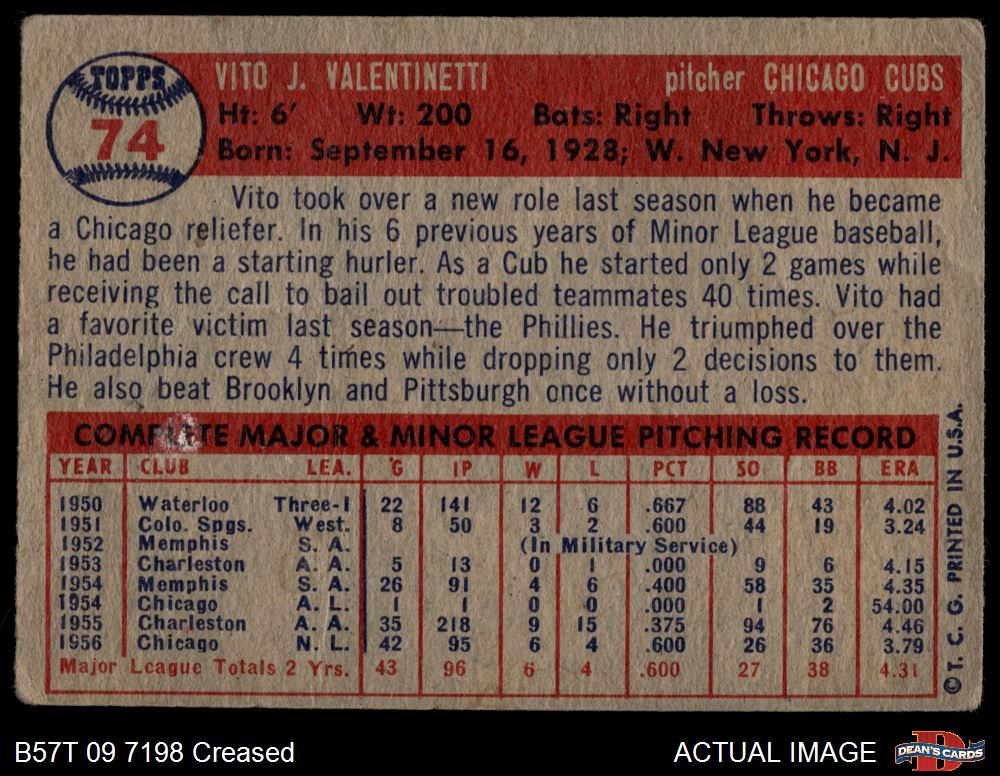 TOPPS
74
VITO J. VALENTINETTI pitcher CHICAGO CUBS
Ht: 6' Wt: 200 Bats: Right Throws: Right
Born: September 16, 1928; W. New York, N. J.
Vito took over a new role last season when he became
a Chicago reliefer. In his 6 previous years of Minor League baseball,
he had been a starting hurler. As a Cub he started only 2 games while
receiving the call to bail out troubled teammates 40 times. Vito had
a favorite victim last season—the Phillies. He triumphed over the
Philadelphia crew 4 times while dropping only 2 decisions to them.
He also beat Brooklyn and Pittsburgh once without a loss.
COMPLETE MAJOR & MINOR LEAGUE PITCHING RECORD
YEAR CLUB LEA. G IP W L PCT SO BB ERA
1950 Waterloo Three-I 22 141 12 6 .667 88 43 4.02
1951 Colo. Spgs. West. 8 50 3 2 .600 44 19 3.24
1952 Memphis S. A. (In Military Service)
1953 Charleston A. A. 5 13 0 1 .000 9 6 4.15
1954 Memphis S. A. 26 91 4 6 .400 58 35 4.35
1954 Chicago A. L. 1 1 0 0 .000 1 2 54.00
1955 Charleston A. A. 35 218 9 15 .375 94 76 4.46
1956 Chicago N. L. 42 95 6 4 .600 26 36 3.79
Major League Totals 2 Yrs. 43 96 6 4 .600 27 38 4.31
© T. C. G. PRINTED IN U.S.A.
B57T 09 7198 Creased ACTUAL IMAGE
DEAN'S CARDS